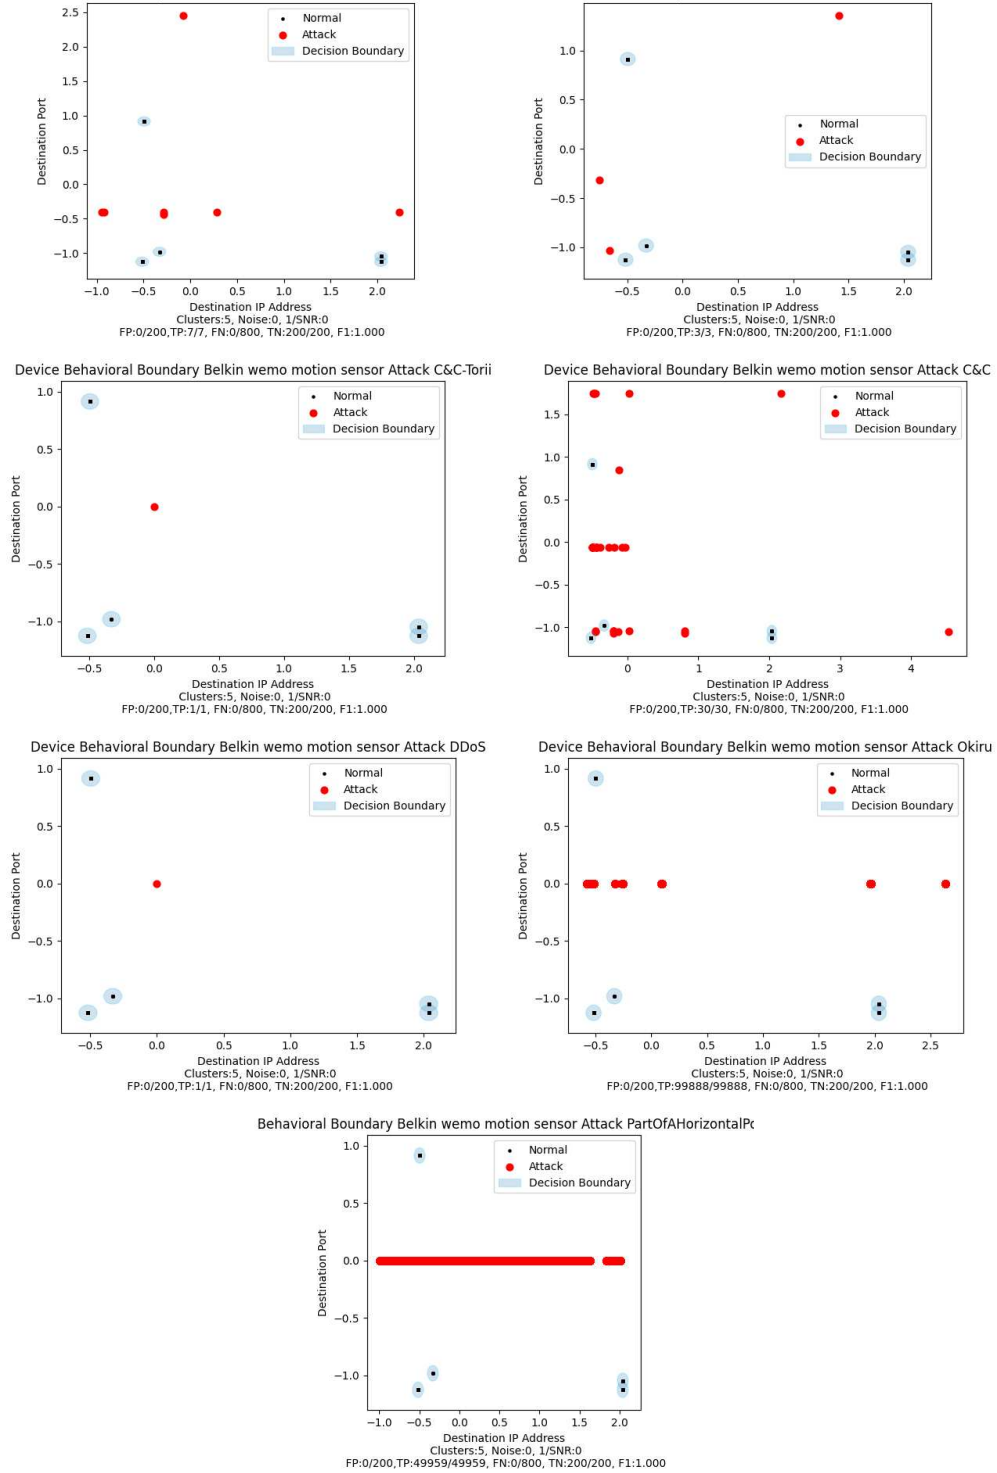 2.5
2.0
1.5
1.0
0.5
0.0
−0.5
−1.0
Destination Port
Normal
Attack
Decision Boundary
−1.0 −0.5 0.0 0.5 1.0 1.5 2.0
Destination IP Address
Clusters:5, Noise:0, 1/SNR:0
FP:0/200,TP:7/7, FN:0/800, TN:200/200, F1:1.000
1.0
0.5
0.0
−0.5
−1.0
Destination Port
Normal
Attack
Decision Boundary
−0.5 0.0 0.5 1.0 1.5 2.0
Destination IP Address
Clusters:5, Noise:0, 1/SNR:0
FP:0/200,TP:3/3, FN:0/800, TN:200/200, F1:1.000
Device Behavioral Boundary Belkin wemo motion sensor Attack C&C-Torii
1.0
0.5
0.0
−0.5
−1.0
Destination Port
Normal
Attack
Decision Boundary
−0.5 0.0 0.5 1.0 1.5 2.0
Destination IP Address
Clusters:5, Noise:0, 1/SNR:0
FP:0/200,TP:1/1, FN:0/800, TN:200/200, F1:1.000
Device Behavioral Boundary Belkin wemo motion sensor Attack C&C
1.5
1.0
0.5
0.0
−0.5
−1.0
Destination Port
Normal
Attack
Decision Boundary
0 1 2 3 4
Destination IP Address
Clusters:5, Noise:0, 1/SNR:0
FP:0/200,TP:30/30, FN:0/800, TN:200/200, F1:1.000
Device Behavioral Boundary Belkin wemo motion sensor Attack DDoS
1.0
0.5
0.0
−0.5
−1.0
Destination Port
Normal
Attack
Decision Boundary
−0.5 0.0 0.5 1.0 1.5 2.0
Destination IP Address
Clusters:5, Noise:0, 1/SNR:0
FP:0/200,TP:1/1, FN:0/800, TN:200/200, F1:1.000
Device Behavioral Boundary Belkin wemo motion sensor Attack Okiru
1.0
0.5
0.0
−0.5
−1.0
Destination Port
Normal
Attack
Decision Boundary
−0.5 0.0 0.5 1.0 1.5 2.0 2.5
Destination IP Address
Clusters:5, Noise:0, 1/SNR:0
FP:0/200,TP:99888/99888, FN:0/800, TN:200/200, F1:1.000
Behavioral Boundary Belkin wemo motion sensor Attack PartOfAHorizontalPo
1.0
0.5
0.0
−0.5
−1.0
Destination Port
Normal
Attack
Decision Boundary
−1.0 −0.5 0.0 0.5 1.0 1.5 2.0
Destination IP Address
Clusters:5, Noise:0, 1/SNR:0
FP:0/200,TP:49959/49959, FN:0/800, TN:200/200, F1:1.000